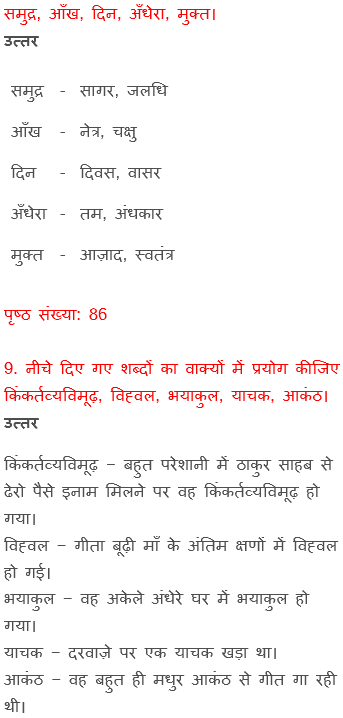 समुद्र, आँख, दिन, अँधेरा, मुक्त।
उत्तर
समुद्र - सागर, जलधि
आँख - नेत्र, चक्षु
दिन - दिवस, वासर
अँधेरा - तम, अंधकार
मुक्त - आज़ाद, स्वतंत्र
पृष्ठ संख्या: 86
9. नीचे दिए गए शब्दों का वाक्यों में प्रयोग कीजिए
किंकर्तव्यविमूढ़, विह्वल, भयाकुल, याचक, आकंठ।
उत्तर
किंकर्तव्यविमूढ़ – बहुत परेशानी में ठाकुर साहब से
ढेरो पैसे इनाम मिलने पर वह किंकर्तव्यविमूढ़ हो
गया।
विह्वल – गीता बूढ़ी माँ के अंतिम क्षणों में विह्वल
हो गई।
भयाकुल – वह अकेले अंधेरे घर में भयाकुल हो
गया।
याचक – दरवाज़े पर एक याचक खड़ा था।
आकंठ – वह बहुत ही मधुर आकंठ से गीत गा रही
थी।